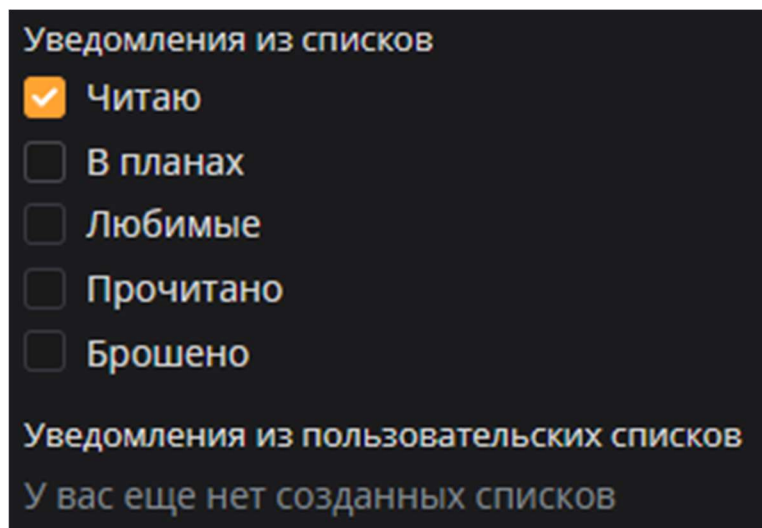 Уведомления из списков
Читаю
В планах
Любимые
Прочитано
Брошено
Уведомления из пользовательских списков
У вас еще нет созданных списков